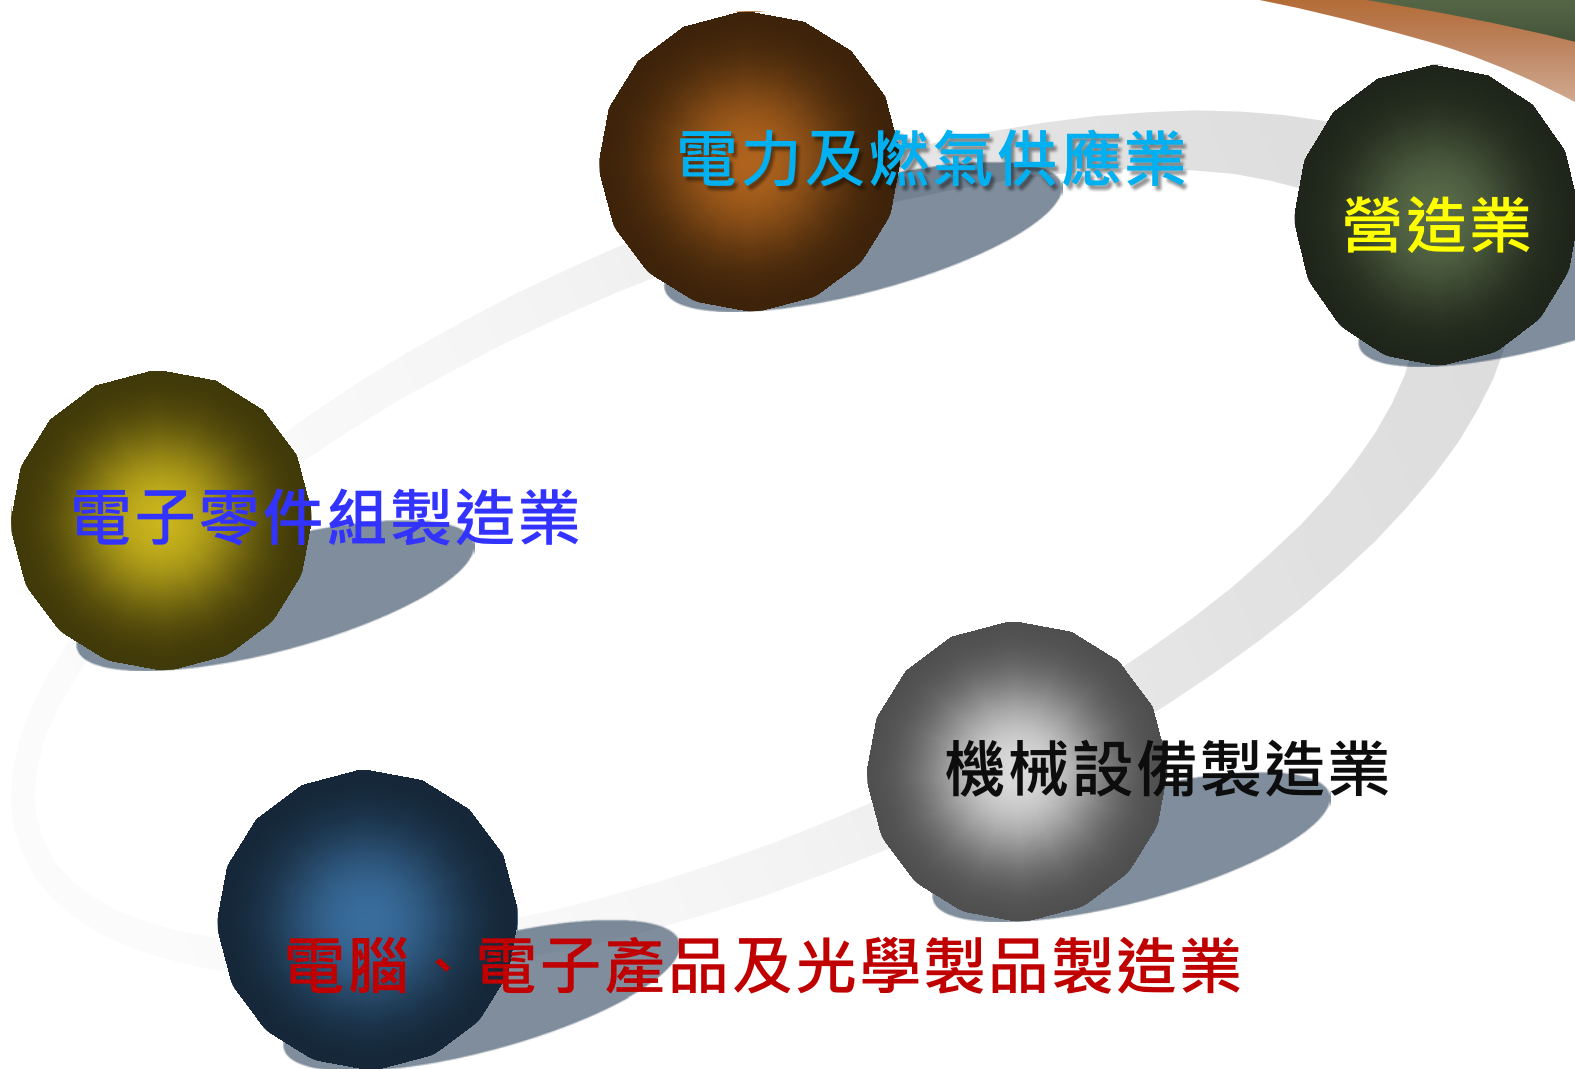 電力及燃氣供應業
營造業
電子零件組製造業
機械設備製造業
電腦、電子產品及光學製品製造業